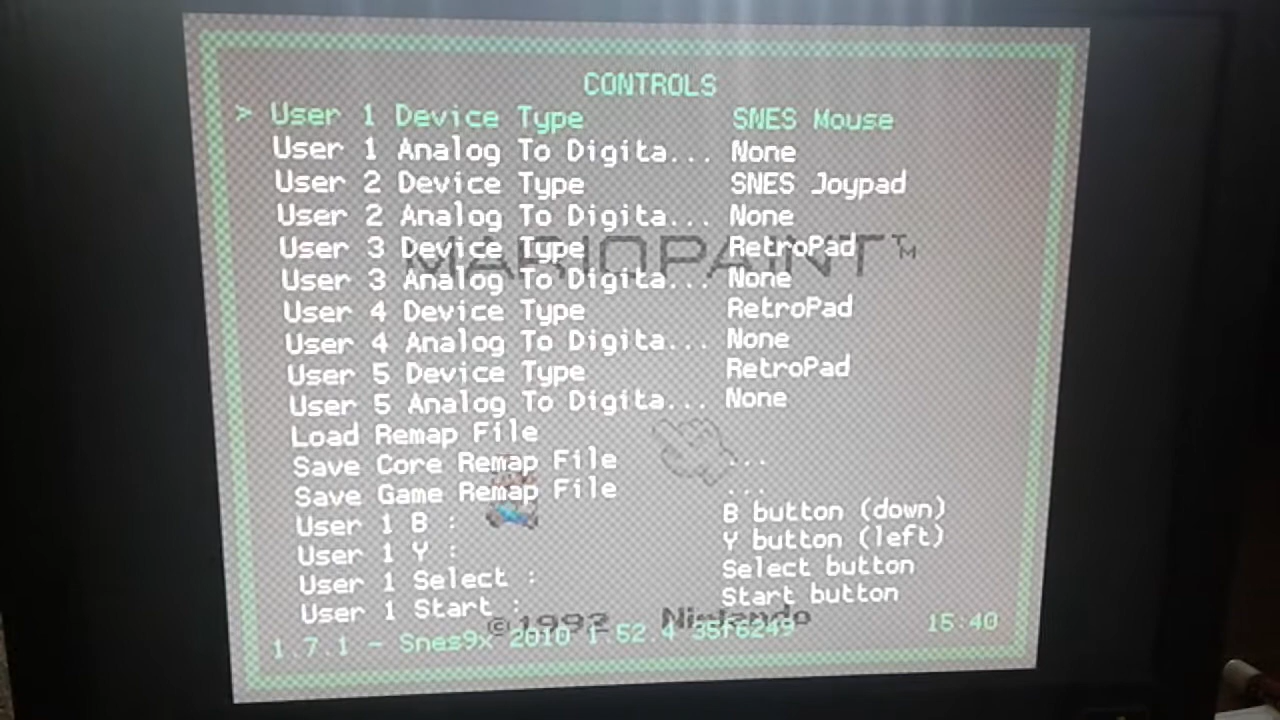 CONTROLS
> User 1 Device Type SNES Mouse
User 1 Analog To Digita... None
User 2 Device Type SNES Joypad
User 2 Analog To Digita... None
User 3 Device Type RetroPad
MARIOPAINT™
User 3 Analog To Digita... None
User 4 Device Type RetroPad
User 4 Analog To Digita... None
User 5 Device Type RetroPad
User 5 Analog To Digita... None
Load Remap File
Save Core Remap File ...
Save Game Remap File ...
User 1 B : B button (down)
User 1 Y : Y button (left)
User 1 Select : Select button
User 1 Start : Start button
©1992 Nintendo
1.7.1 - Snes9x 2010 1.52.4 36f6249 15:40